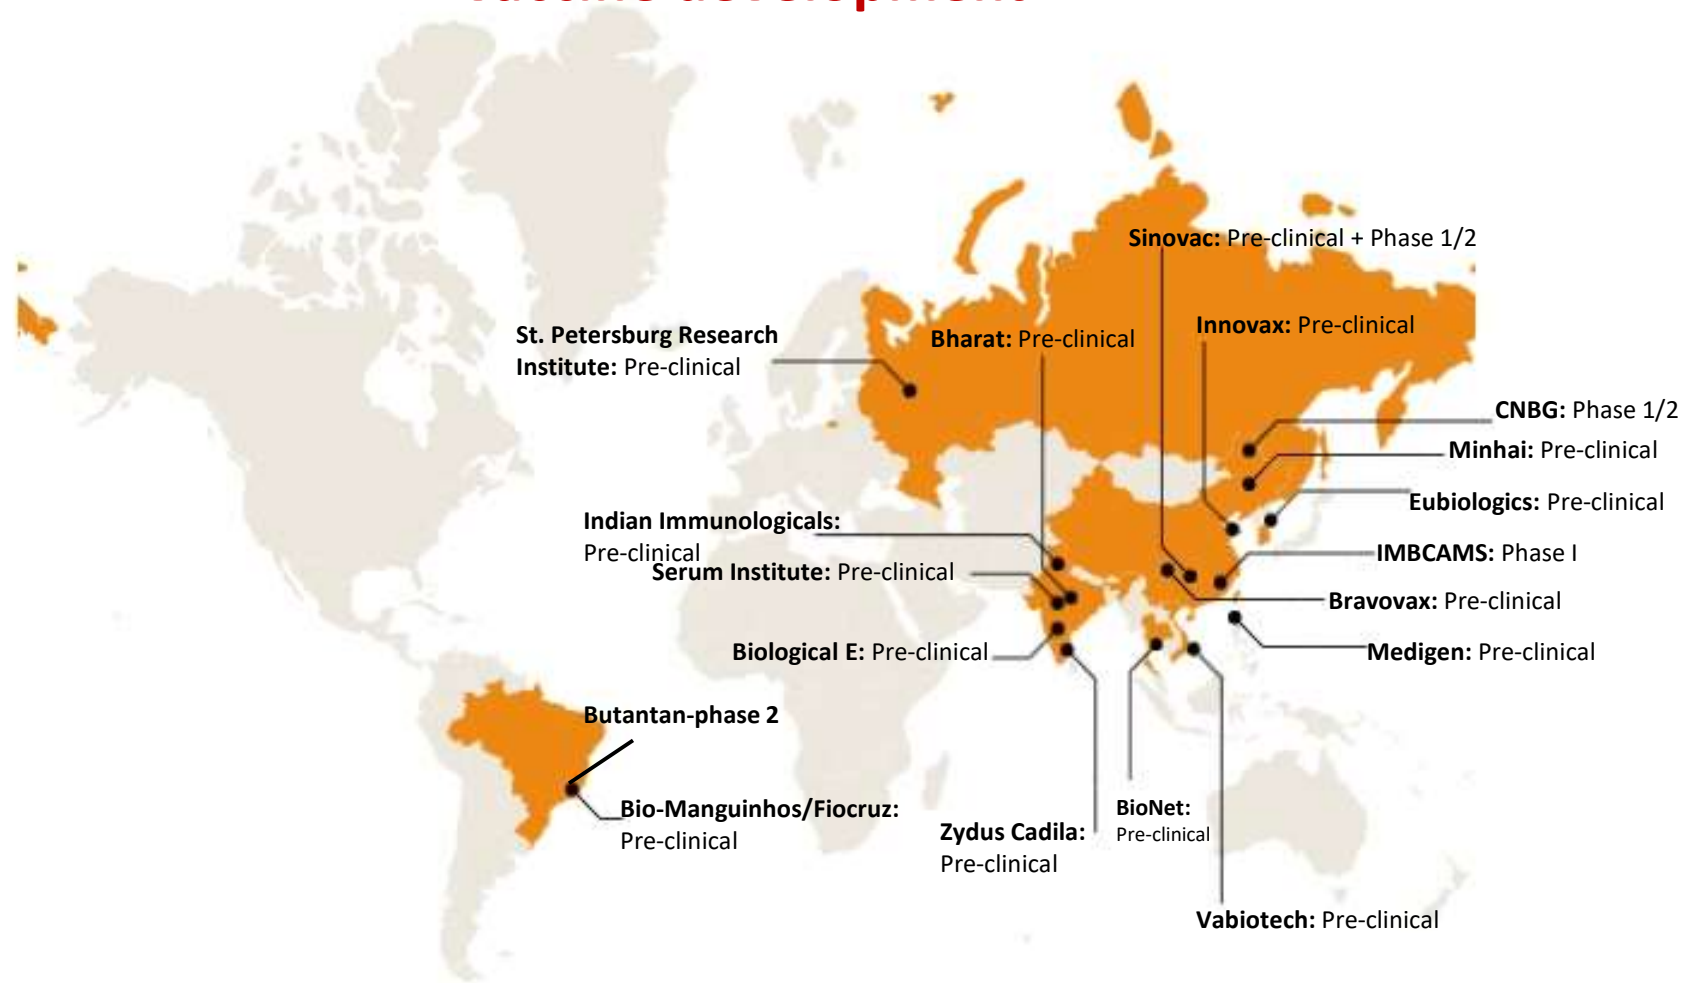 Vaccine development
Sinovac: Pre-clinical + Phase 1/2
St. Petersburg Research
Institute: Pre-clinical
Bharat: Pre-clinical
Innovax: Pre-clinical
CNBG: Phase 1/2
Minhai: Pre-clinical
Eubiologics: Pre-clinical
Indian Immunologicals:
Pre-clinical
IMBCAMS: Phase I
Serum Institute: Pre-clinical
Bravovax: Pre-clinical
Biological E: Pre-clinical
Medigen: Pre-clinical
Butantan-phase 2
Bio-Manguinhos/Fiocruz:
Pre-clinical
Zydus Cadila:
Pre-clinical
BioNet:
Pre-clinical
Vabiotech: Pre-clinical